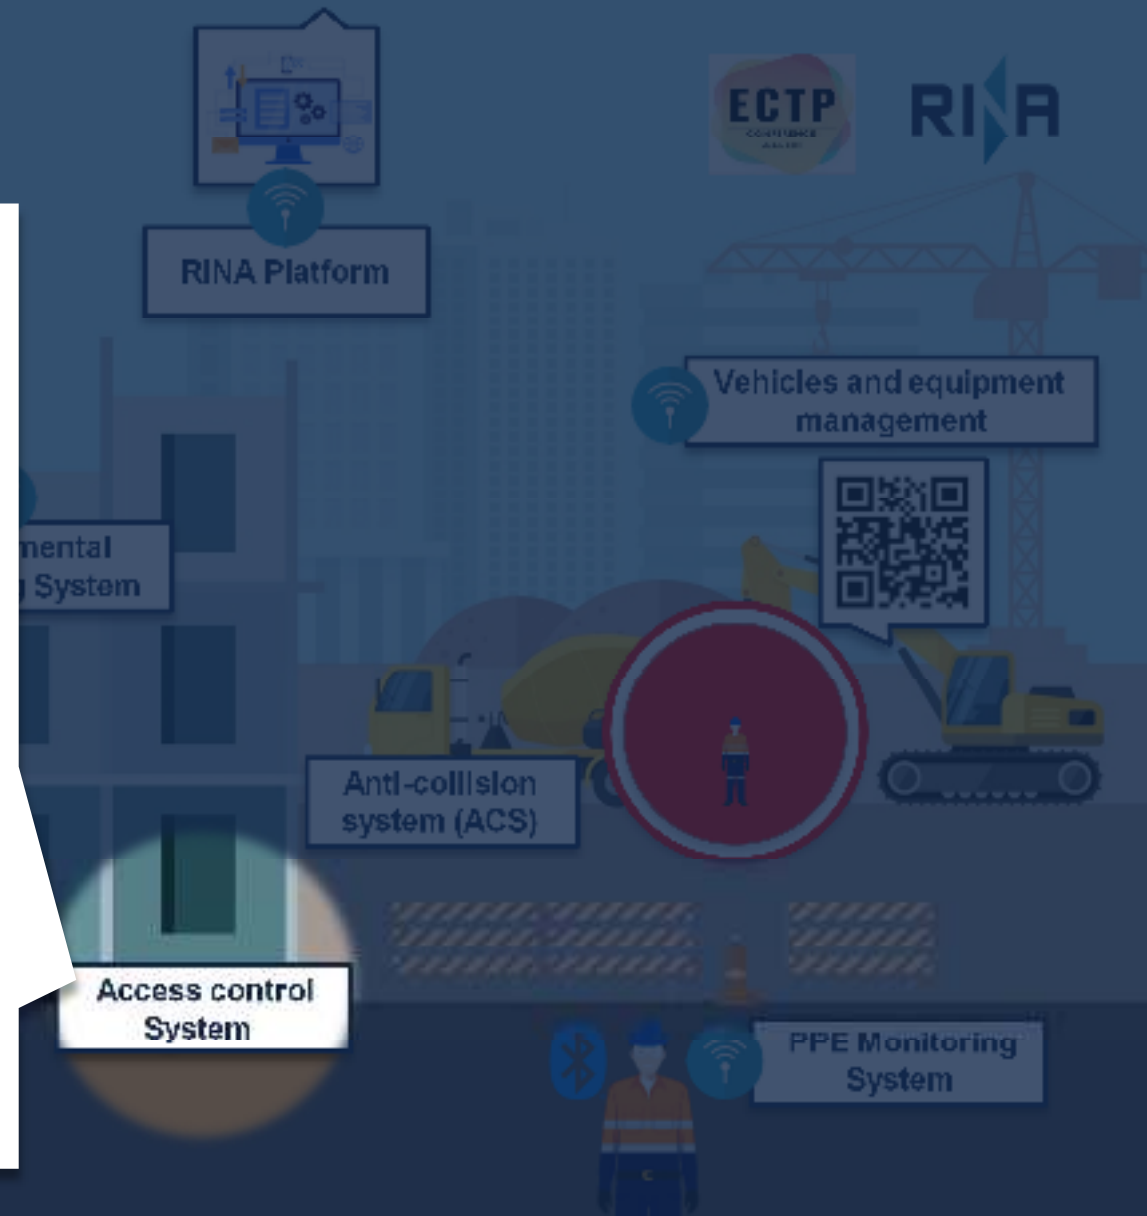 ECTP
RINA
RINA Platform
Vehicles and equipment
management
mental
g System
Anti-collision
system (ACS)
Access control
System
PPE Monitoring
System